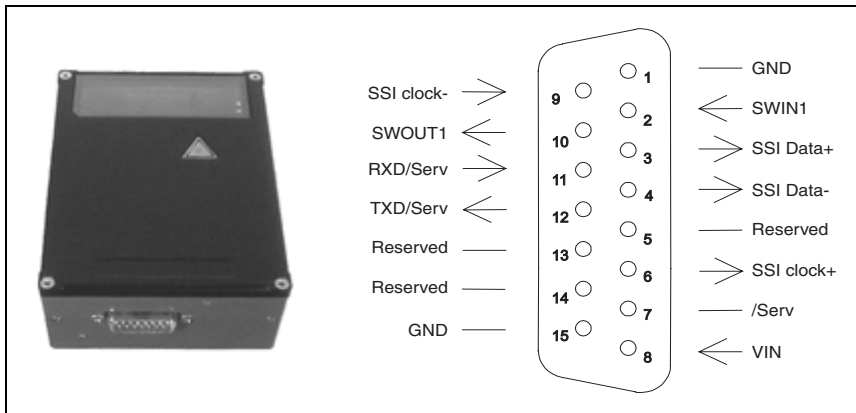 SSI clock-
SWOUT1
RXD/Serv
TXD/Serv
Reserved
Reserved
GND
9
10
11
12
13
14
15
1
2
3
4
5
6
7
8
GND
SWIN1
SSI Data+
SSI Data-
Reserved
SSI clock+
/Serv
VIN